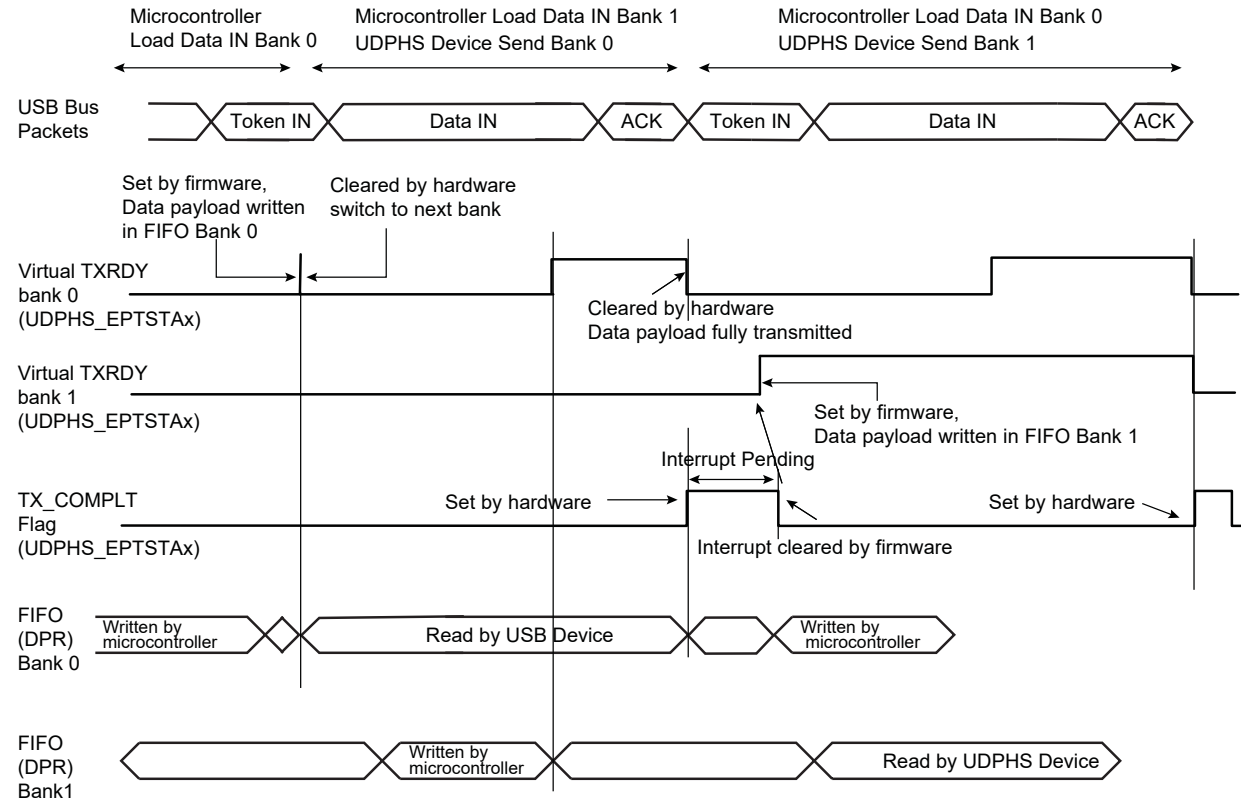 Microcontroller
Load Data IN Bank 0
Microcontroller Load Data IN Bank 1
UDPHS Device Send Bank 0
Microcontroller Load Data IN Bank 0
UDPHS Device Send Bank 1
USB Bus
Packets
Token IN
Data IN
ACK
Token IN
Data IN
ACK
Set by firmware,
Data payload written
in FIFO Bank 0
Cleared by hardware
switch to next bank
Virtual TXRDY
bank 0
(UDPHS_EPTSTAx)
Cleared by hardware
Data payload fully transmitted
Virtual TXRDY
bank 1
(UDPHS_EPTSTAx)
Set by firmware,
Data payload written in FIFO Bank 1
Interrupt Pending
TX_COMPLT
Flag
(UDPHS_EPTSTAx)
Set by hardware
Set by hardware
Interrupt cleared by firmware
FIFO
(DPR)
Bank 0
Written by
microcontroller
Read by USB Device
Written by
microcontroller
FIFO
(DPR)
Bank1
Written by
microcontroller
Read by UDPHS Device